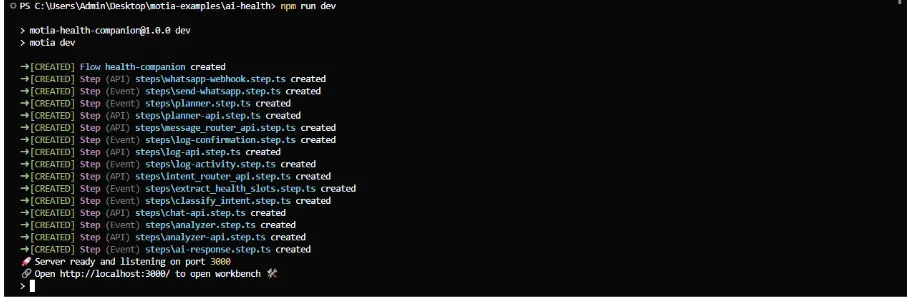 PS C:\Users\Admin\Desktop\motia-examples\ai-health> npm run dev
> motia-health-companion@1.0.0 dev
> motia dev
→[CREATED] Flow health-companion created
→[CREATED] Step (API) steps\whatsapp-webhook.step.ts created
→[CREATED] Step (Event) steps\send-whatsapp.step.ts created
→[CREATED] Step (Event) steps\planner.step.ts created
→[CREATED] Step (API) steps\planner-api.step.ts created
→[CREATED] Step (API) steps\message_router_api.step.ts created
→[CREATED] Step (Event) steps\log-confirmation.step.ts created
→[CREATED] Step (API) steps\log-api.step.ts created
→[CREATED] Step (Event) steps\log-activity.step.ts created
→[CREATED] Step (API) steps\intent_router_api.step.ts created
→[CREATED] Step (Event) steps\extract_health_slots.step.ts created
→[CREATED] Step (Event) steps\classify_intent.step.ts created
→[CREATED] Step (API) steps\chat-api.step.ts created
→[CREATED] Step (Event) steps\analyzer.step.ts created
→[CREATED] Step (API) steps\analyzer-api.step.ts created
→[CREATED] Step (Event) steps\ai-response.step.ts created
🚀 Server ready and listening on port 3000
🔗 Open http://localhost:3000/ to open workbench 🛠️
>